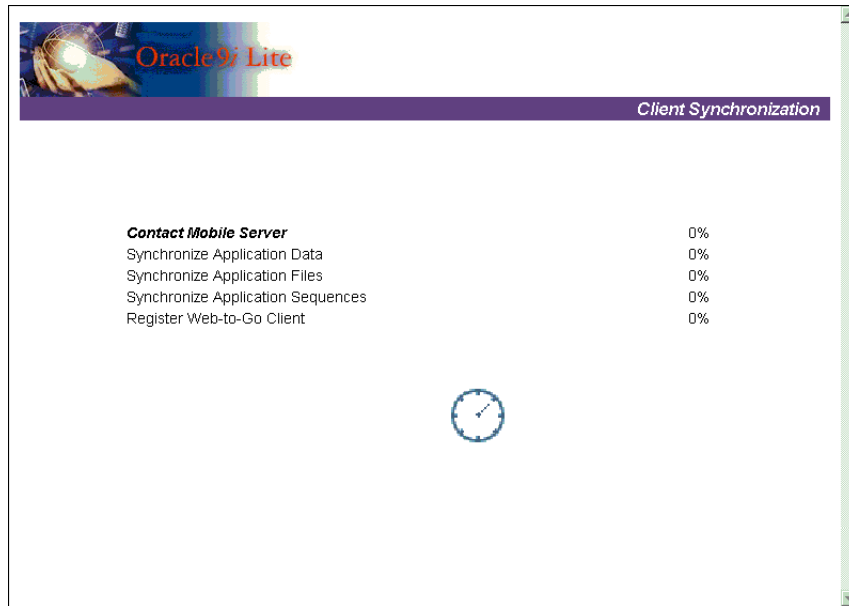 Oracle9i Lite
Client Synchronization
Contact Mobile Server 0%
Synchronize Application Data 0%
Synchronize Application Files 0%
Synchronize Application Sequences 0%
Register Web-to-Go Client 0%